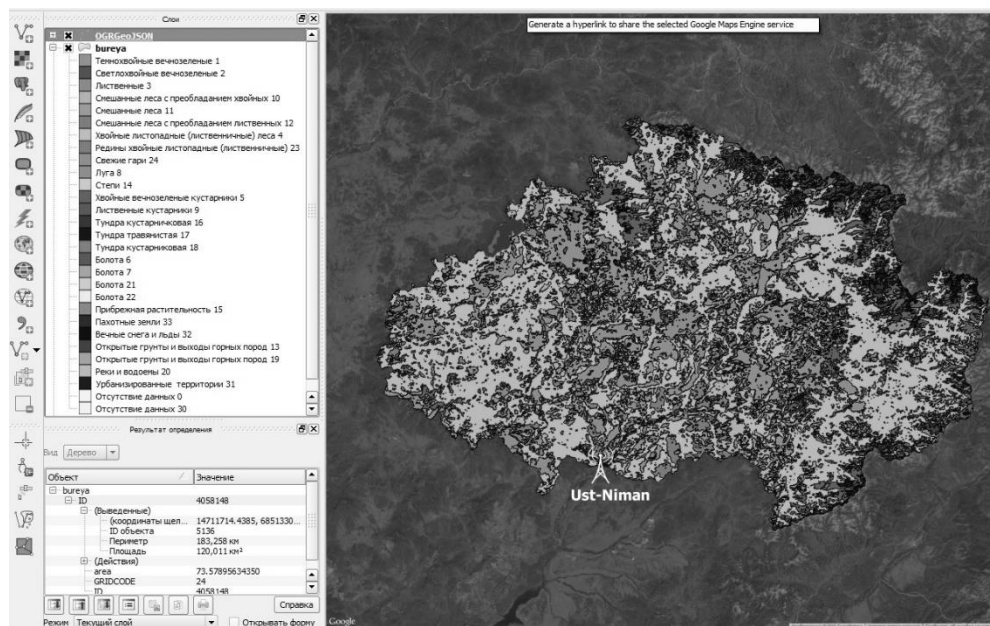 Слои
OGRGeoJSON
bureya
Темнохвойные вечнозеленые 1
Светлохвойные вечнозеленые 2
Лиственные 3
Смешанные леса с преобладанием хвойных 10
Смешанные леса 11
Смешанные леса с преобладанием лиственных 12
Хвойные листопадные (лиственничные) леса 4
Редины хвойные листопадные (лиственничные) 23
Свежие гари 24
Луга 8
Степи 14
Хвойные вечнозеленые кустарники 5
Лиственные кустарники 9
Тундра кустарничковая 16
Тундра травянистая 17
Тундра кустарниковая 18
Болота 6
Болота 7
Болота 21
Болота 22
Прибрежная растительность 15
Пахотные земли 33
Вечные снега и льды 32
Открытые грунты и выходы горных пород 13
Открытые грунты и выходы горных пород 19
Реки и водоемы 20
Урбанизированные территории 31
Отсутствие данных 0
Отсутствие данных 30
Результат определения
Вид Дерево
Объект Значение
bureya
ID 4058148
(Выведенные)
(координаты щел... 14711714.4385, 6851330...
ID объекта 5136
Периметр 183,258 км
Площадь 120,011 км²
(Действия)
area 73.57895634350
GRIDCODE 24
ID 4058148
Справка
Режим Текущий слой Открывать форму
Generate a hyperlink to share the selected Google Maps Engine service
Ust-Niman
Google